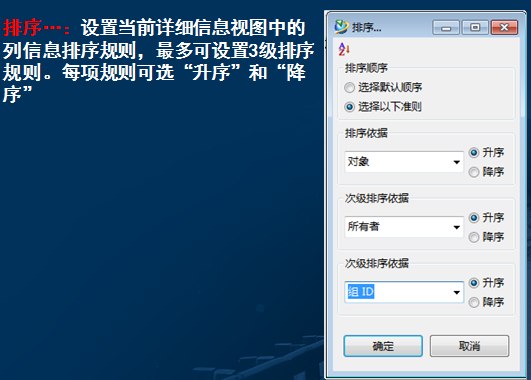 排序…：设置当前详细信息视图中的
列信息排序规则，最多可设置3级排序
规则。每项规则可选“升序”和“降
序”
排序...
排序顺序
选择默认顺序
选择以下准则
排序依据
对象
升序
降序
次级排序依据
所有者
升序
降序
次级排序依据
组 ID
升序
降序
确定
取消